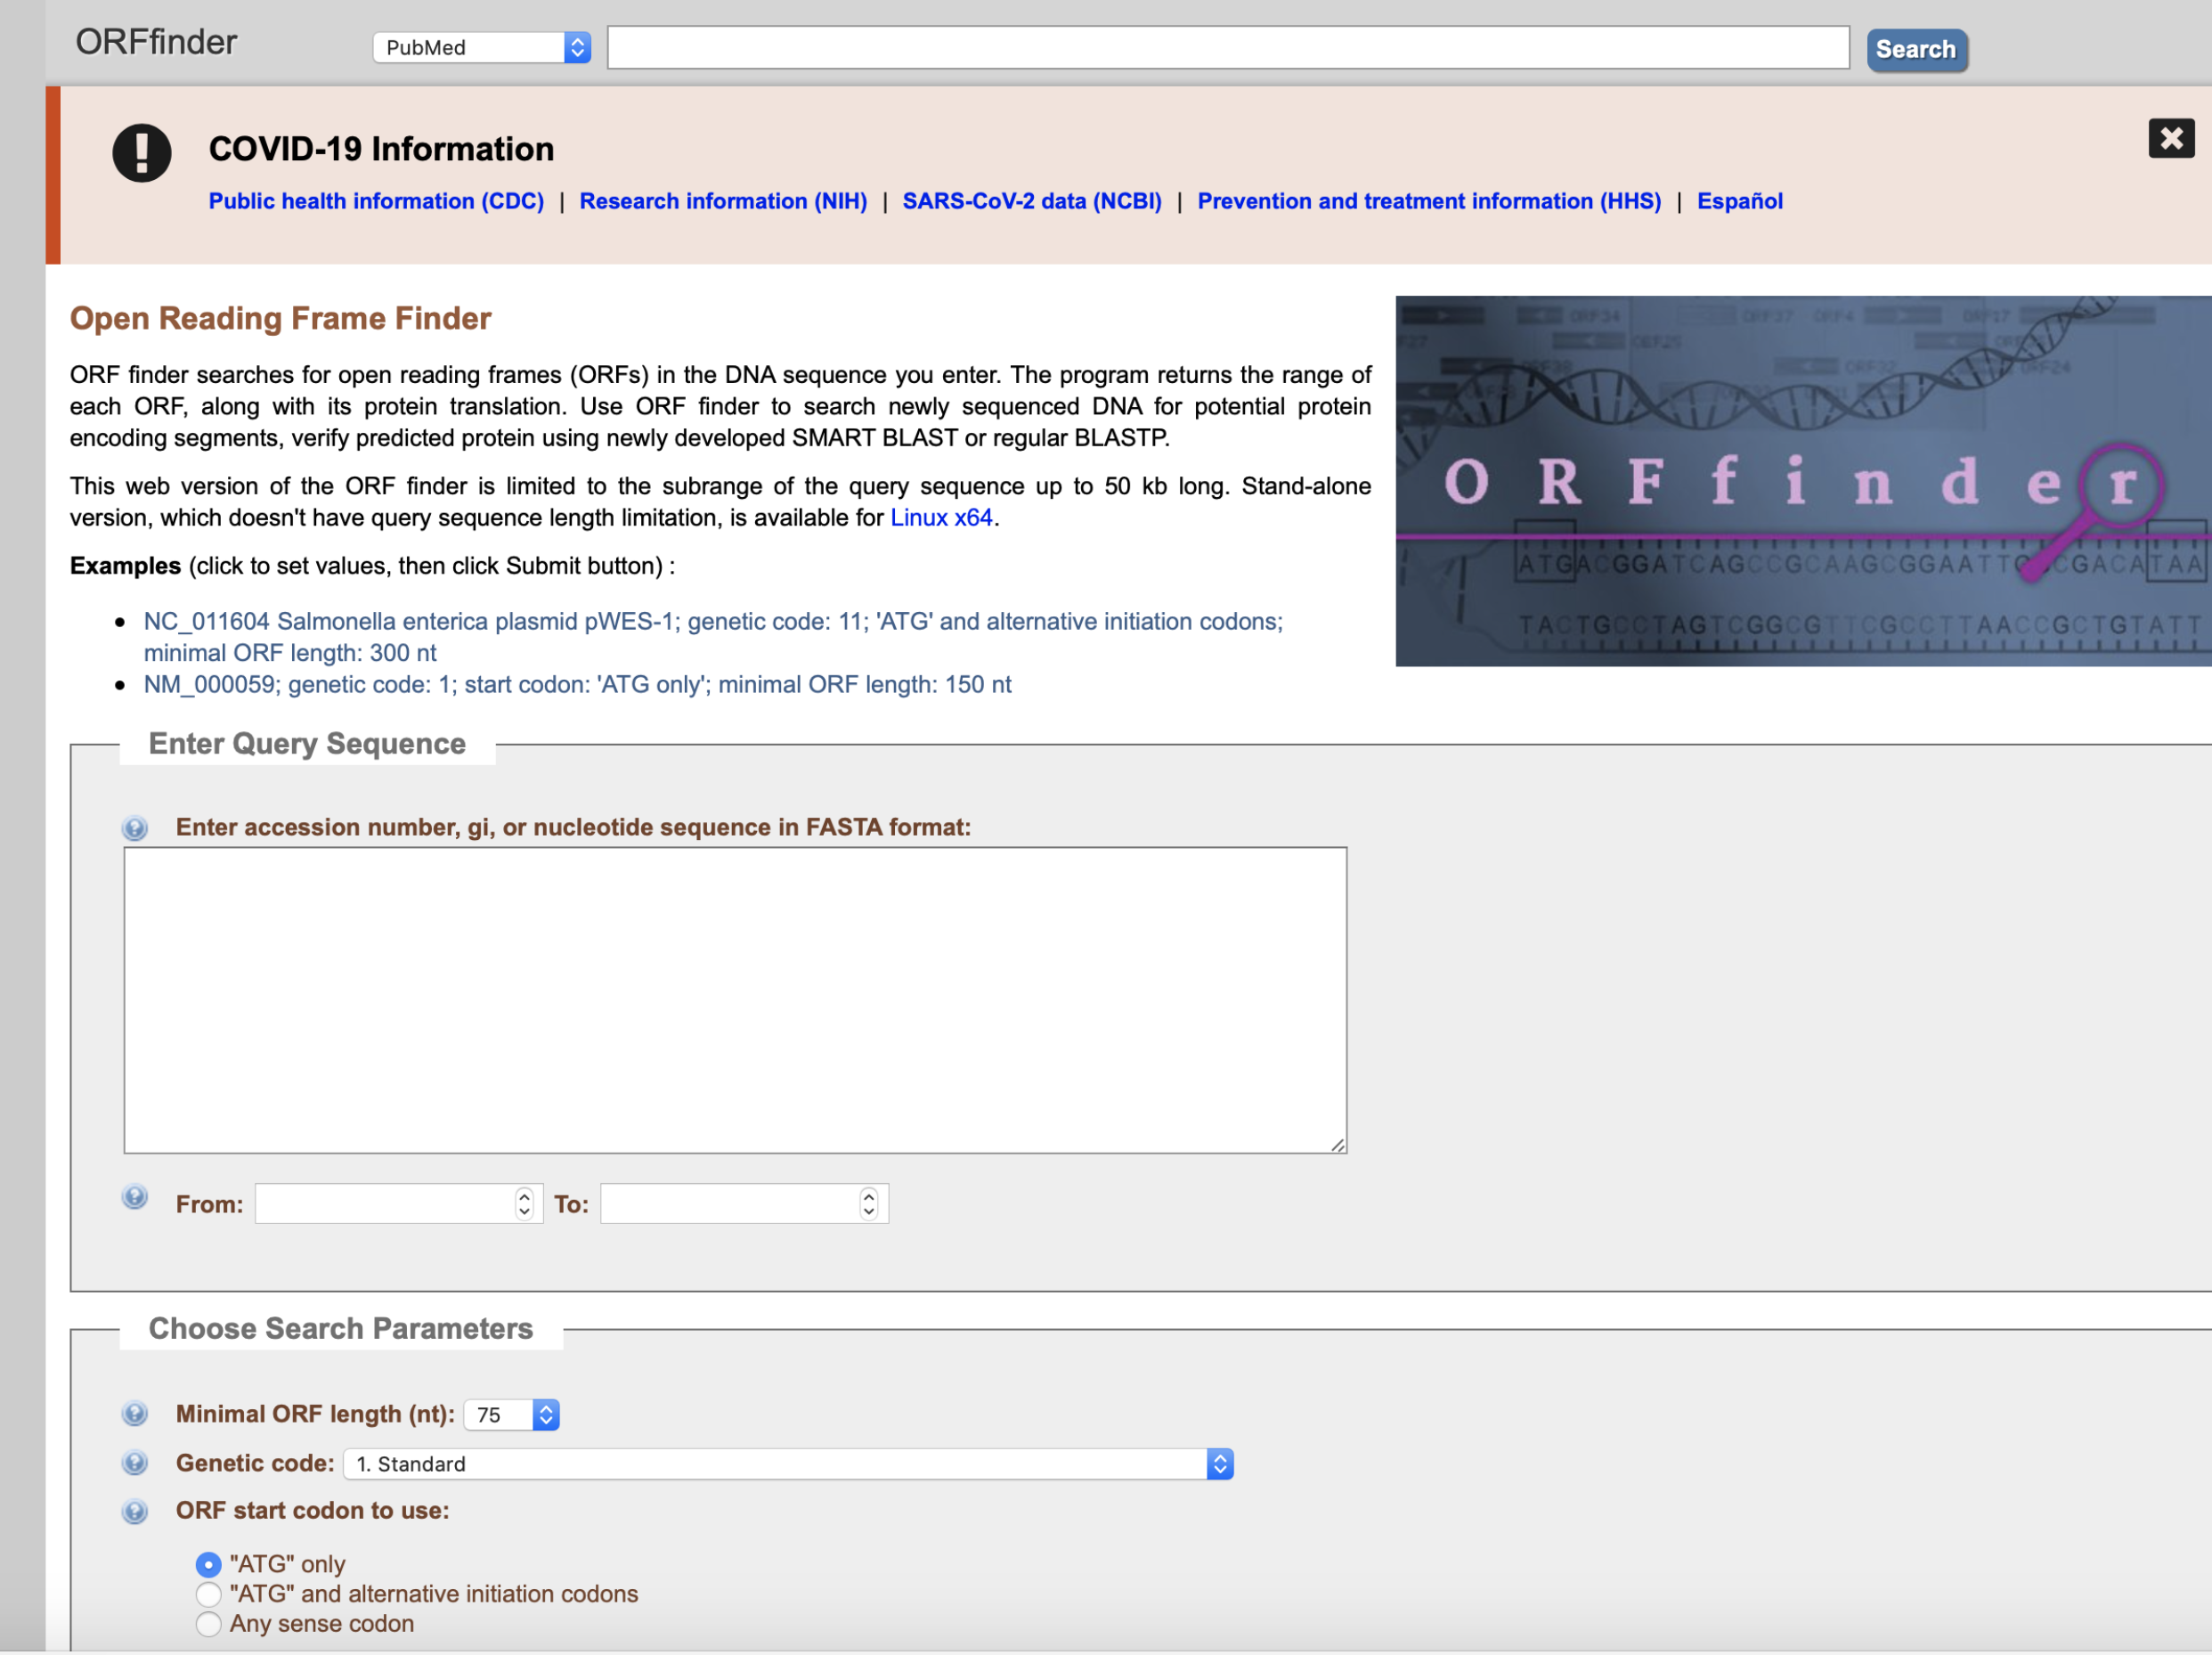 ORFfinder
PubMed
Search
COVID-19 Information
Public health information (CDC) | Research information (NIH) | SARS-CoV-2 data (NCBI) | Prevention and treatment information (HHS) | Español
Open Reading Frame Finder
ORF finder searches for open reading frames (ORFs) in the DNA sequence you enter. The program returns the range of
each ORF, along with its protein translation. Use ORF finder to search newly sequenced DNA for potential protein
encoding segments, verify predicted protein using newly developed SMART BLAST or regular BLASTP.
This web version of the ORF finder is limited to the subrange of the query sequence up to 50 kb long. Stand-alone
version, which doesn't have query sequence length limitation, is available for Linux x64.
Examples (click to set values, then click Submit button) :
NC_011604 Salmonella enterica plasmid pWES-1; genetic code: 11; 'ATG' and alternative initiation codons;
minimal ORF length: 300 nt
NM_000059; genetic code: 1; start codon: 'ATG only'; minimal ORF length: 150 nt
ORF34 ORF37 ORF4 ORF17
ORF25
ORF32 ORF24
ORFfinder
TACTGCCTAGTCGGCGTTCGCCTTAACCGCTGTATT
Enter Query Sequence
Enter accession number, gi, or nucleotide sequence in FASTA format:
From: To:
Choose Search Parameters
Minimal ORF length (nt): 75
Genetic code: 1. Standard
ORF start codon to use:
"ATG" only
"ATG" and alternative initiation codons
Any sense codon